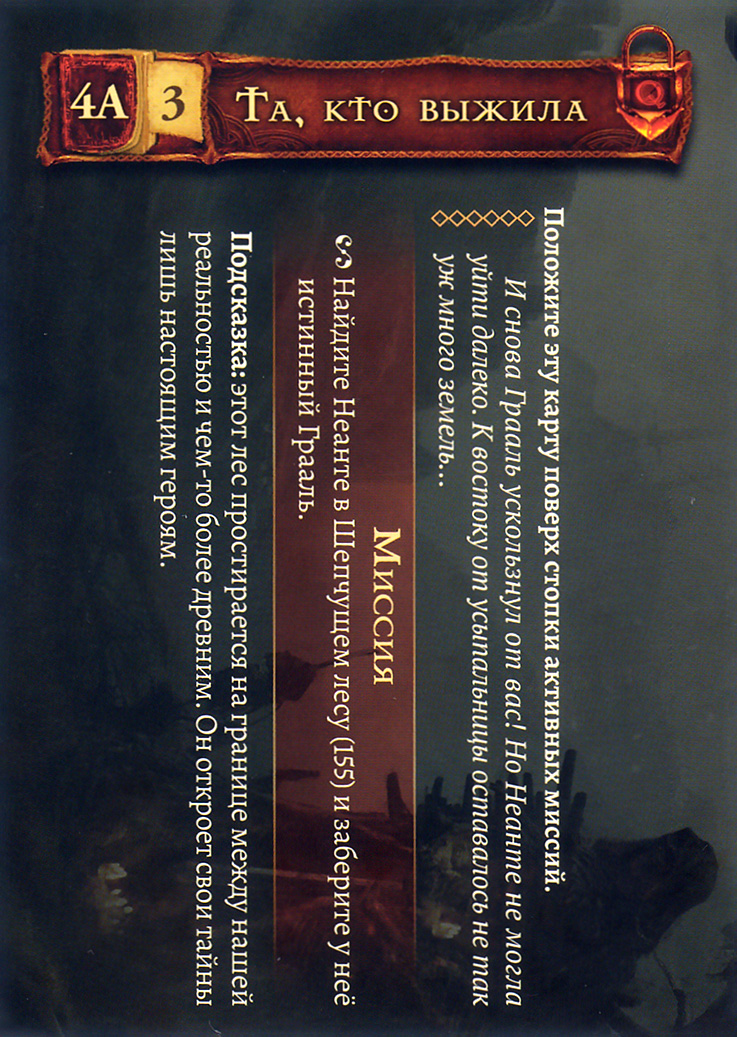 4А 3 Та, кто выжила Q
Положите эту карту поверх стопки активных миссий.
И снова Грааль ускользнул от вас! Но Неанте не могла
уйти далеко. К востоку от усыпальницы оставалось не так
уж много земель...
Миссия
Найдите Неанте в Шепчущем лесу (155) и заберите у неё
истинный Грааль.
Подсказка: этот лес простирается на границе между нашей
реальностью и чем-то более древним. Он откроет свои тайны
лишь настоящим героям.